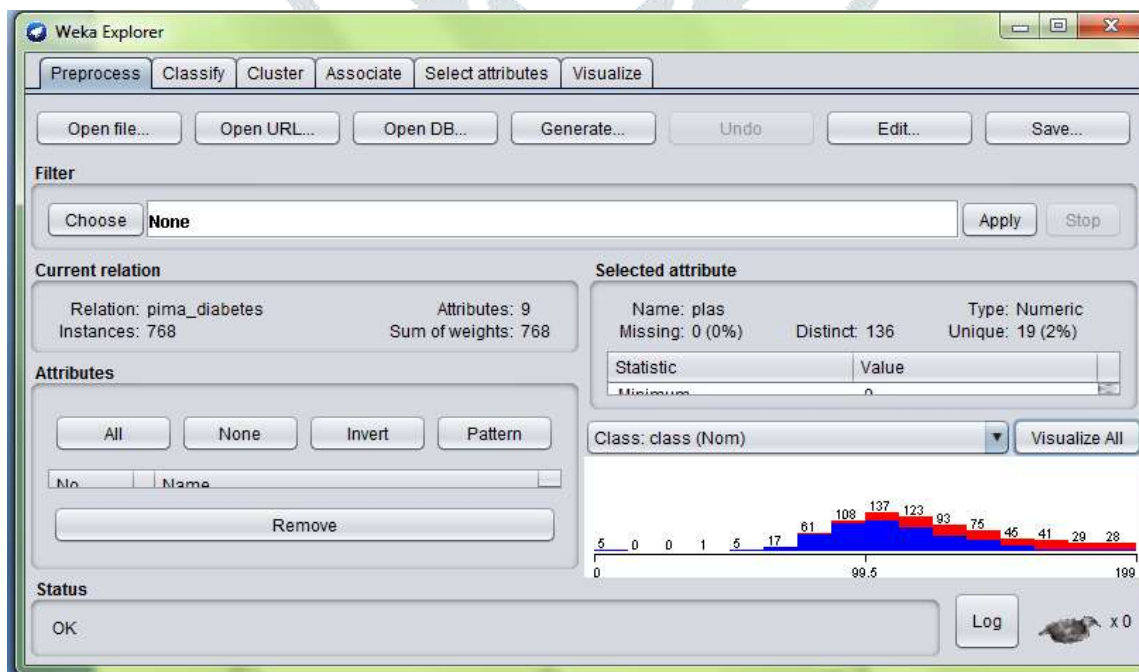 Weka Explorer
Preprocess Classify Cluster Associate Select attributes Visualize
Open file... Open URL... Open DB... Generate... Undo Edit... Save...
Filter
Choose None Apply Stop
Current relation
Relation: pima_diabetes Attributes: 9
Instances: 768 Sum of weights: 768
Attributes
All None Invert Pattern
No. Name
Remove
Selected attribute
Name: plas Type: Numeric
Missing: 0 (0%) Distinct: 136 Unique: 19 (2%)
Statistic Value
Minimum 0
Class: class (Nom) Visualize All
5 0 0 1 5 17 61 108 137 123 93 75 45 41 29 28
0 99.5 199
Status
OK
Log x 0